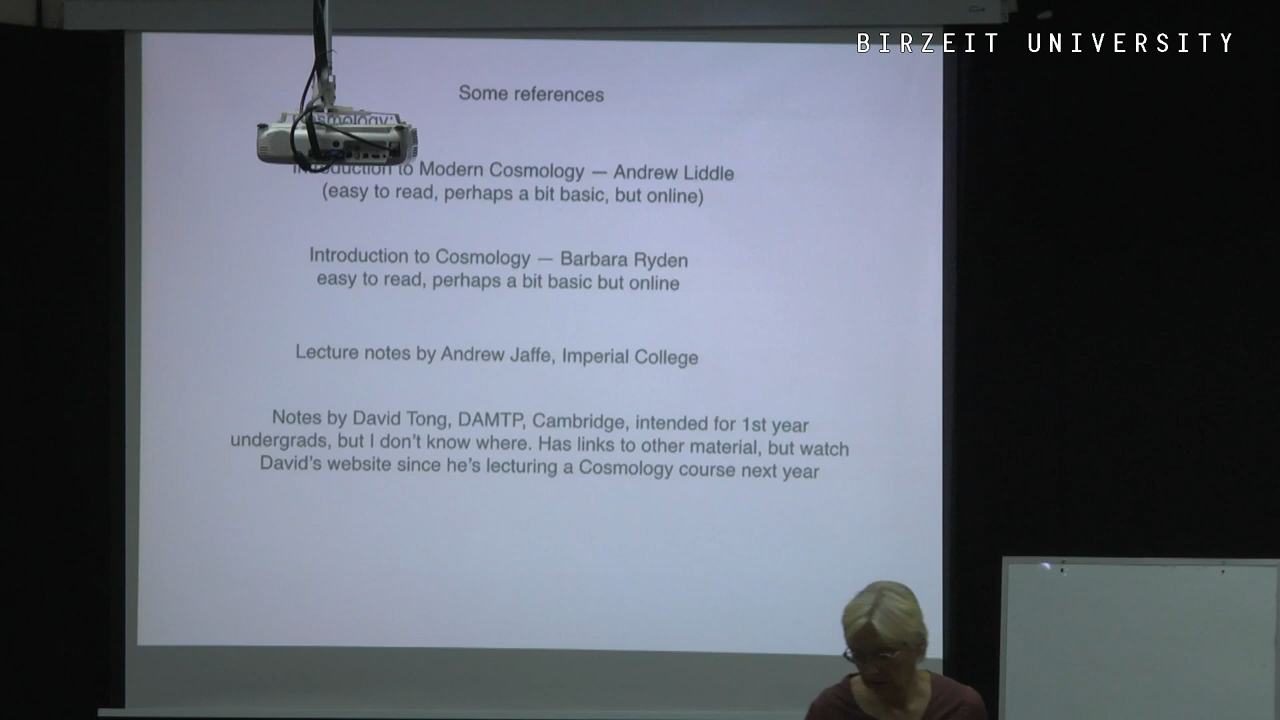 BIRZEIT UNIVERSITY
Some references
Cosmology:
Introduction to Modern Cosmology — Andrew Liddle
(easy to read, perhaps a bit basic, but online)
Introduction to Cosmology — Barbara Ryden
easy to read, perhaps a bit basic but online
Lecture notes by Andrew Jaffe, Imperial College
Notes by David Tong, DAMTP, Cambridge, intended for 1st year
undergrads, but I don't know where. Has links to other material, but watch
David's website since he's lecturing a Cosmology course next year